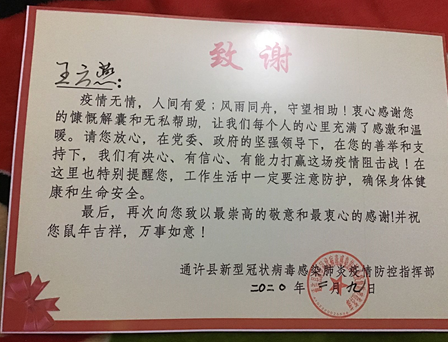 致谢
王六燕：
疫情无情，人间有爱；风雨同舟，守望相助！衷心感谢您
的慷慨解囊和无私帮助，让我们每个人的心里充满了感激和温
暖。请您放心，在党委、政府的坚强领导下，在您的善举和支
持下，我们有决心、有信心、有能力打赢这场疫情阻击战！在
这里也特别提醒您，工作生活中一定要注意防护，确保身体健
康和生命安全。
最后，再次向您致以最崇高的敬意和最衷心的感谢!并祝
您鼠年吉祥，万事如意！
通许县新型冠状病毒感染肺炎疫情防控指挥部
2020年二月九日